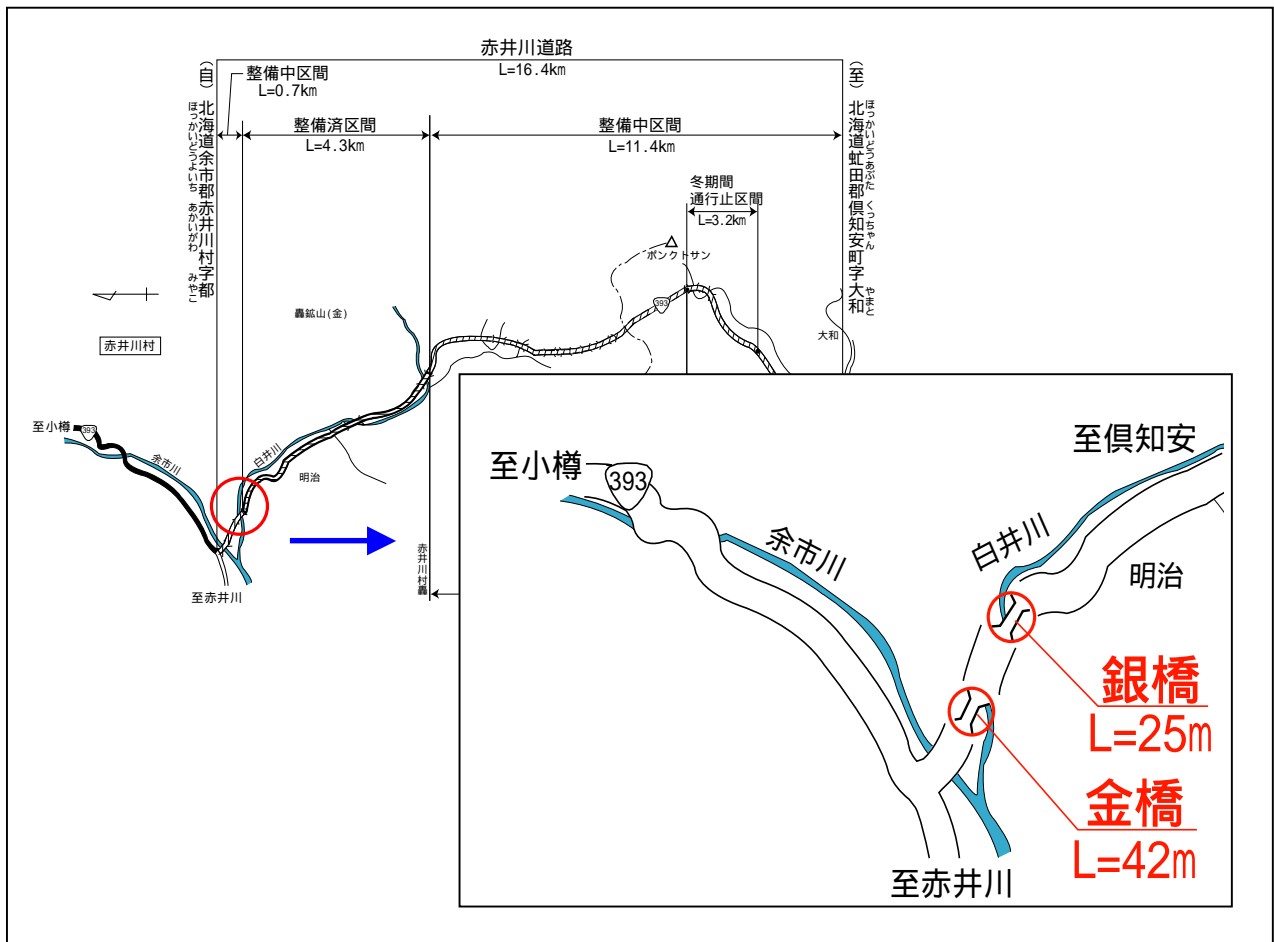 赤井川道路
L=16.4km
(自)北海道余市郡赤井川村字都
ほっかいどうよいち あかいがわ みやこ
整備中区間
L=0.7km
整備済区間
L=4.3km
整備中区間
L=11.4km
(至)北海道虻田郡倶知安町字大和
ほっかいどうあぶた くっちゃん やまと
冬期間
通行止区間
L=3.2km
ポンクトサン
轟鉱山(金)
393
大和
赤井川村
至小樽
393
余市川
白井川
明治
赤井川村轟
至赤井川
至倶知安
至小樽
393
余市川
白井川
明治
銀橋
L=25m
金橋
L=42m
至赤井川